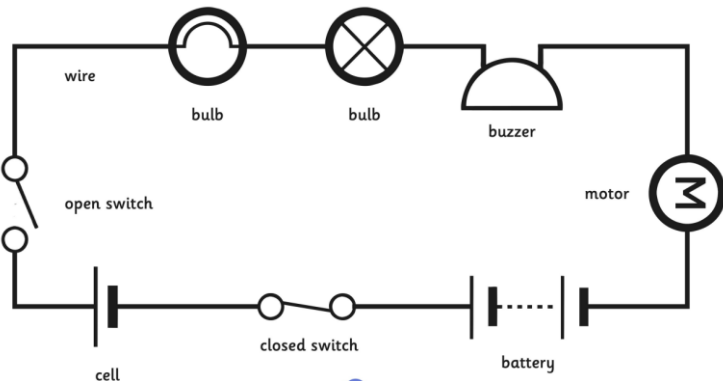 wire
bulb
bulb
buzzer
open switch
motor
M
cell
closed switch
battery